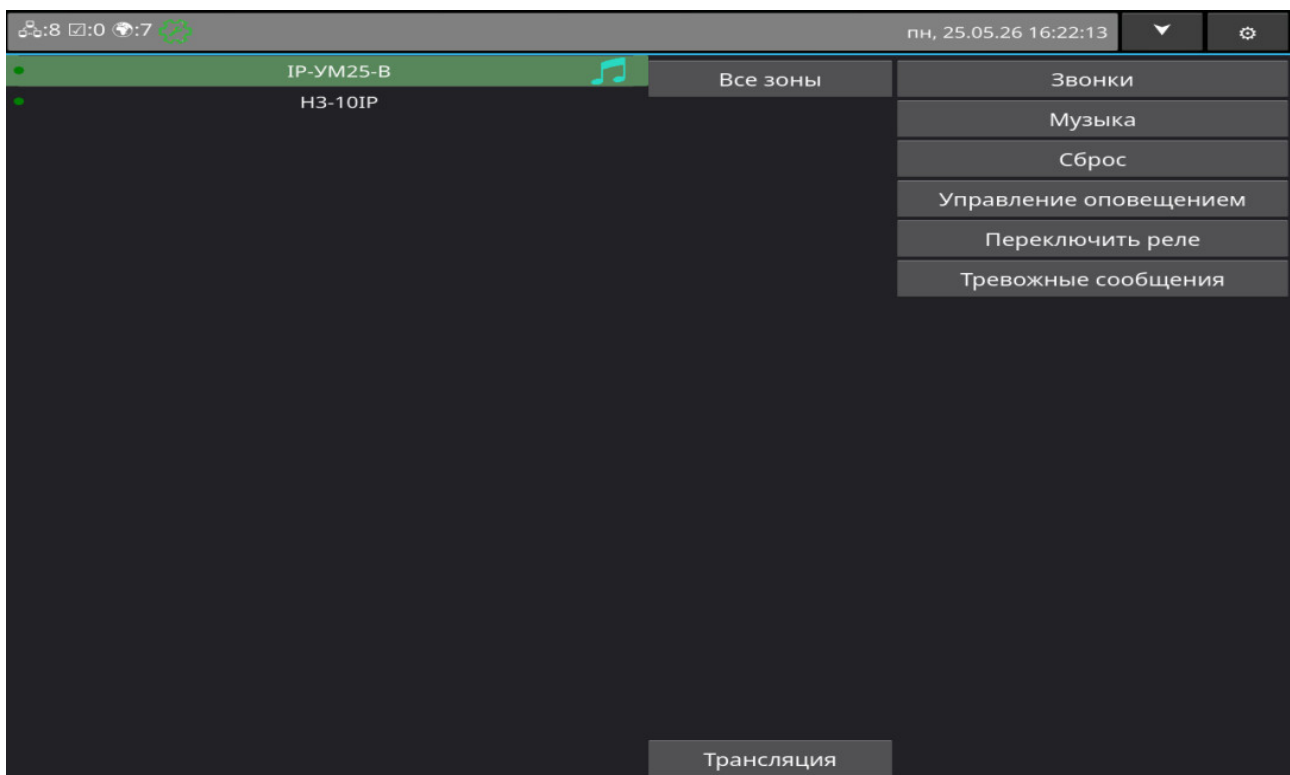 :8 ☑:0 :7
пн, 25.05.26 16:22:13
IP-УМ25-В
НЗ-10IP
Все зоны
Трансляция
Звонки
Музыка
Сброс
Управление оповещением
Переключить реле
Тревожные сообщения